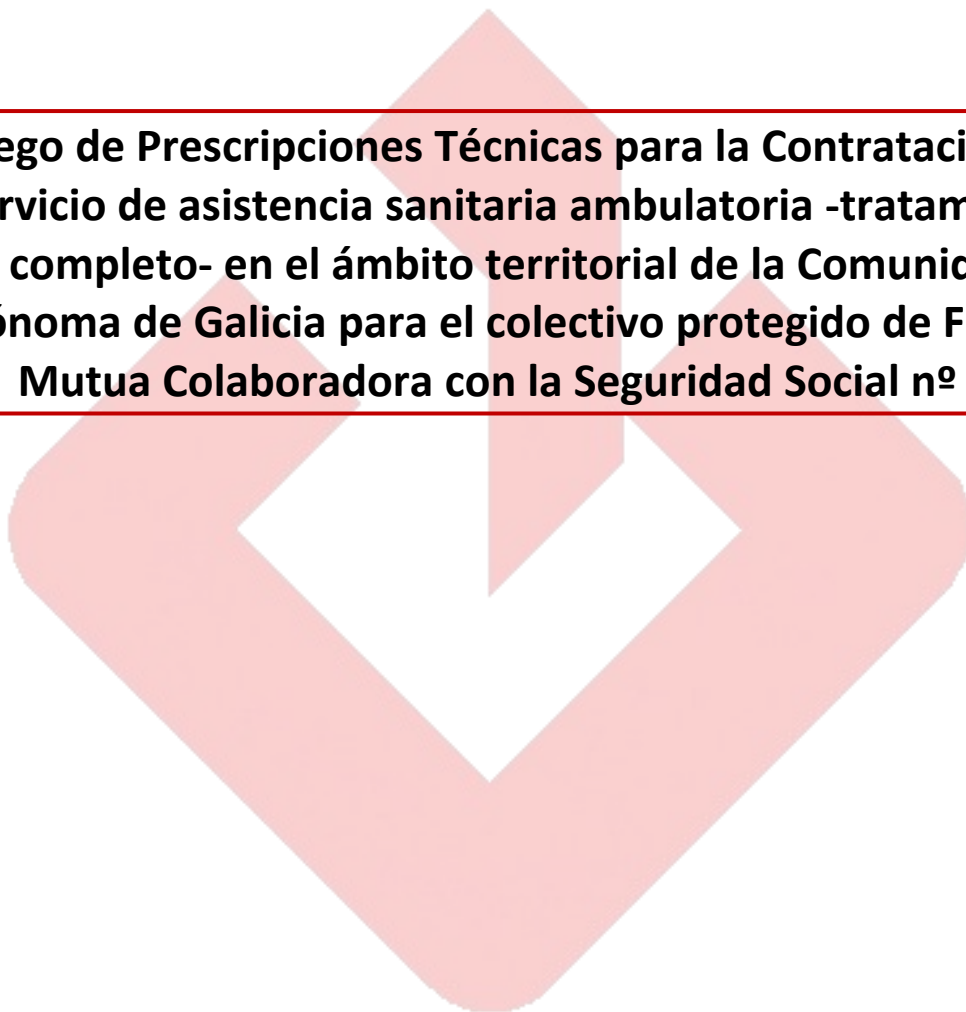 ego de Prescripciones Técnicas para la Contrataci
rvicio de asistencia sanitaria ambulatoria -tratam
completo- en el ámbito territorial de la Comunid
ónoma de Galicia para el colectivo protegido de F
Mutua Colaboradora con la Seguridad Social nº